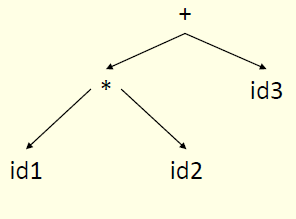 +
* id3
id1 id2